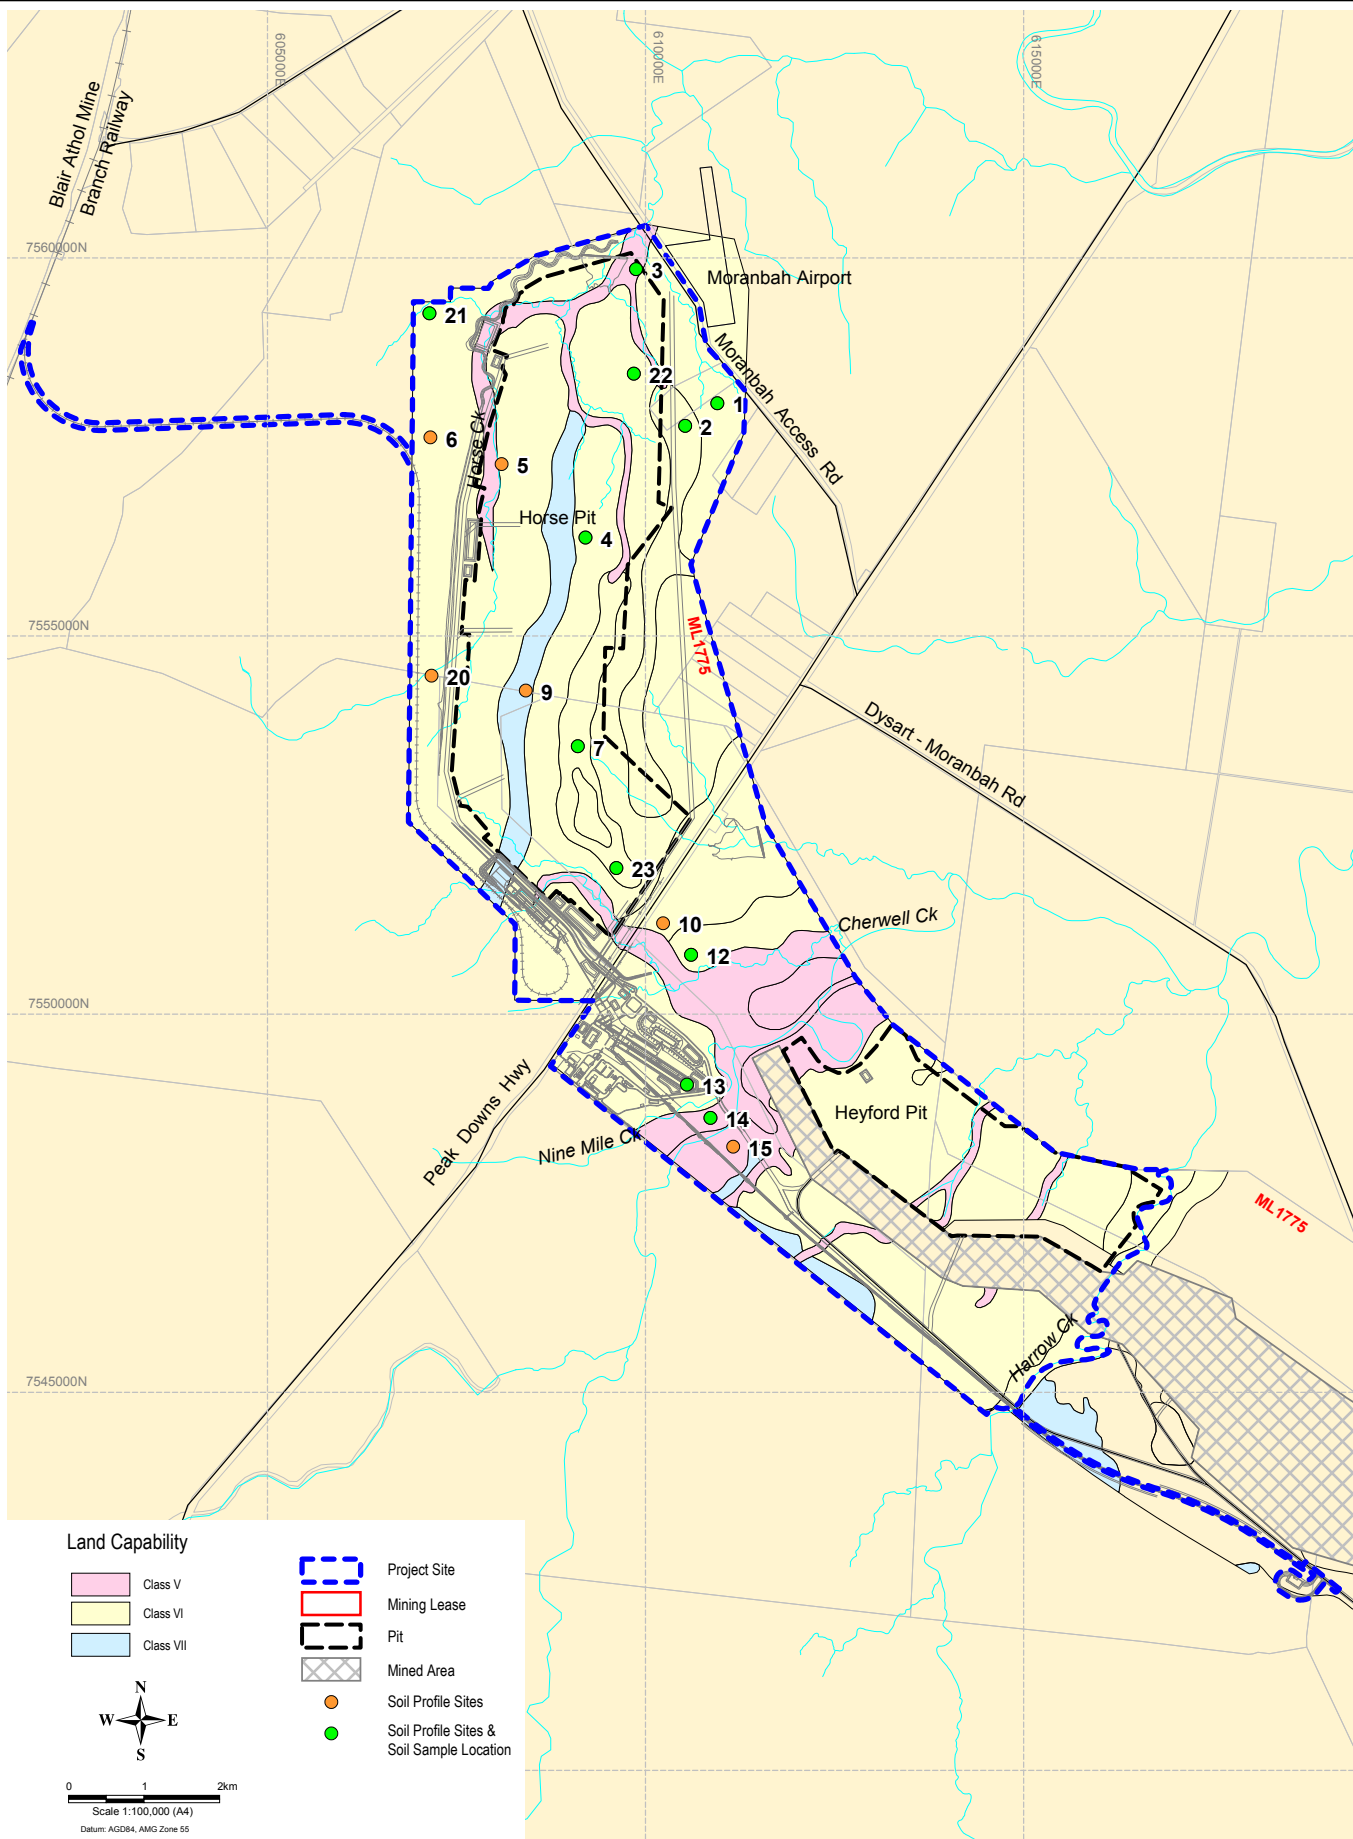 605000E
610000E
615000E
Blair Athol Mine
Branch Railway
7560000N
3
Moranbah Airport
21
Moranbah Access Rd
22
1
2
6
Horse Ck
5
Horse Pit
4
7555000N
ML1775
20
9
Dysart - Moranbah Rd
7
23
10
Cherwell Ck
12
7550000N
Peak Downs Hwy
13
Heyford Pit
14
Nine Mile Ck
15
ML1775
Harrow Ck
7545000N
Land Capability
Class V
Class VI
Class VII
Project Site
Mining Lease
Pit
Mined Area
Soil Profile Sites
Soil Profile Sites &
Soil Sample Location
N
W
E
S
0 1 2km
Scale 1:100,000 (A4)
Datum: AGD84, AMG Zone 55